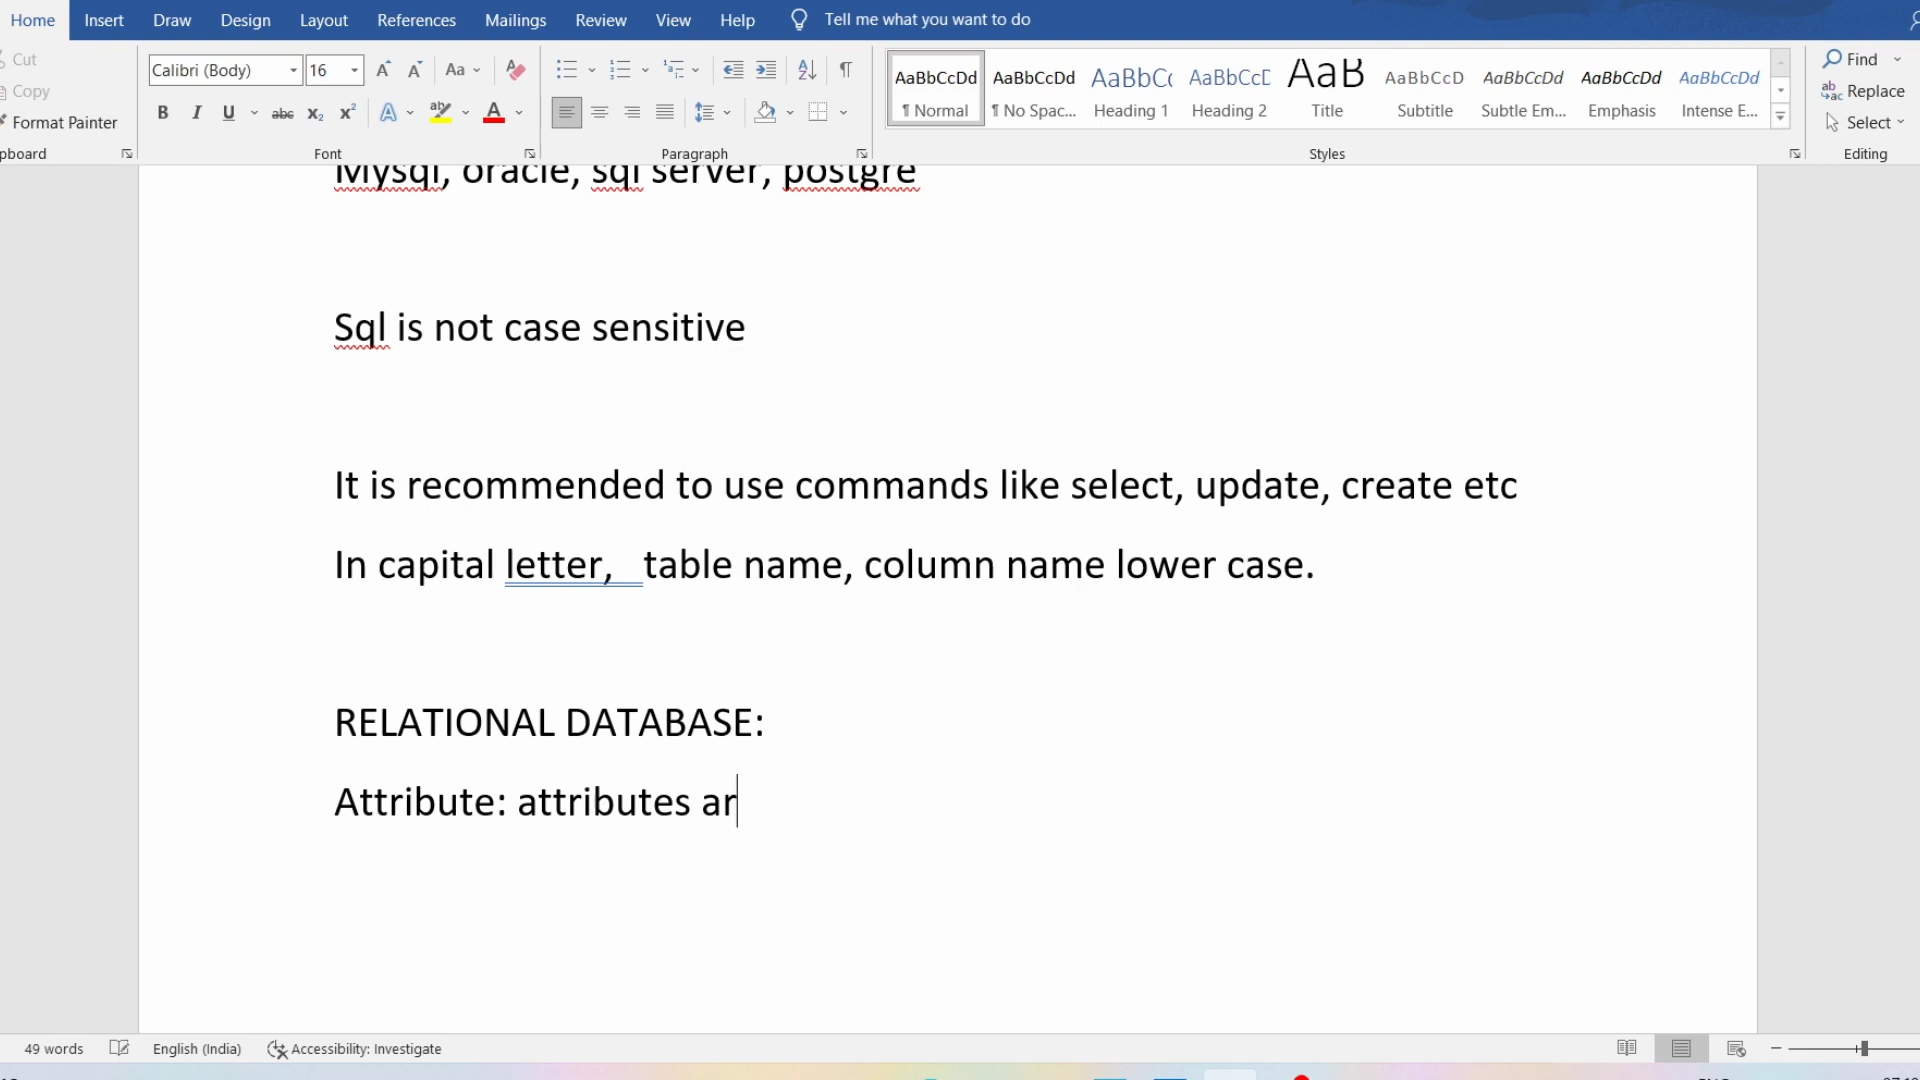 Home Insert Draw Design Layout References Mailings Review View Help Tell me what you want to do
Cut
Copy
Format Painter
pboard
Calibri (Body) 16
Font
Paragraph
AaBbCcDd AaBbCcDd AaBbC AaBbCcD AaB AaBbCcD AaBbCcDd AaBbCcDd AaBbCcDd
¶ Normal ¶ No Spac... Heading 1 Heading 2 Title Subtitle Subtle Em... Emphasis Intense E...
Styles
Find
Replace
Select
Editing
Mysql, oracle, sql server, postgre
Sql is not case sensitive
It is recommended to use commands like select, update, create etc
In capital letter, table name, column name lower case.
RELATIONAL DATABASE:
Attribute: attributes ar
49 words English (India) Accessibility: Investigate